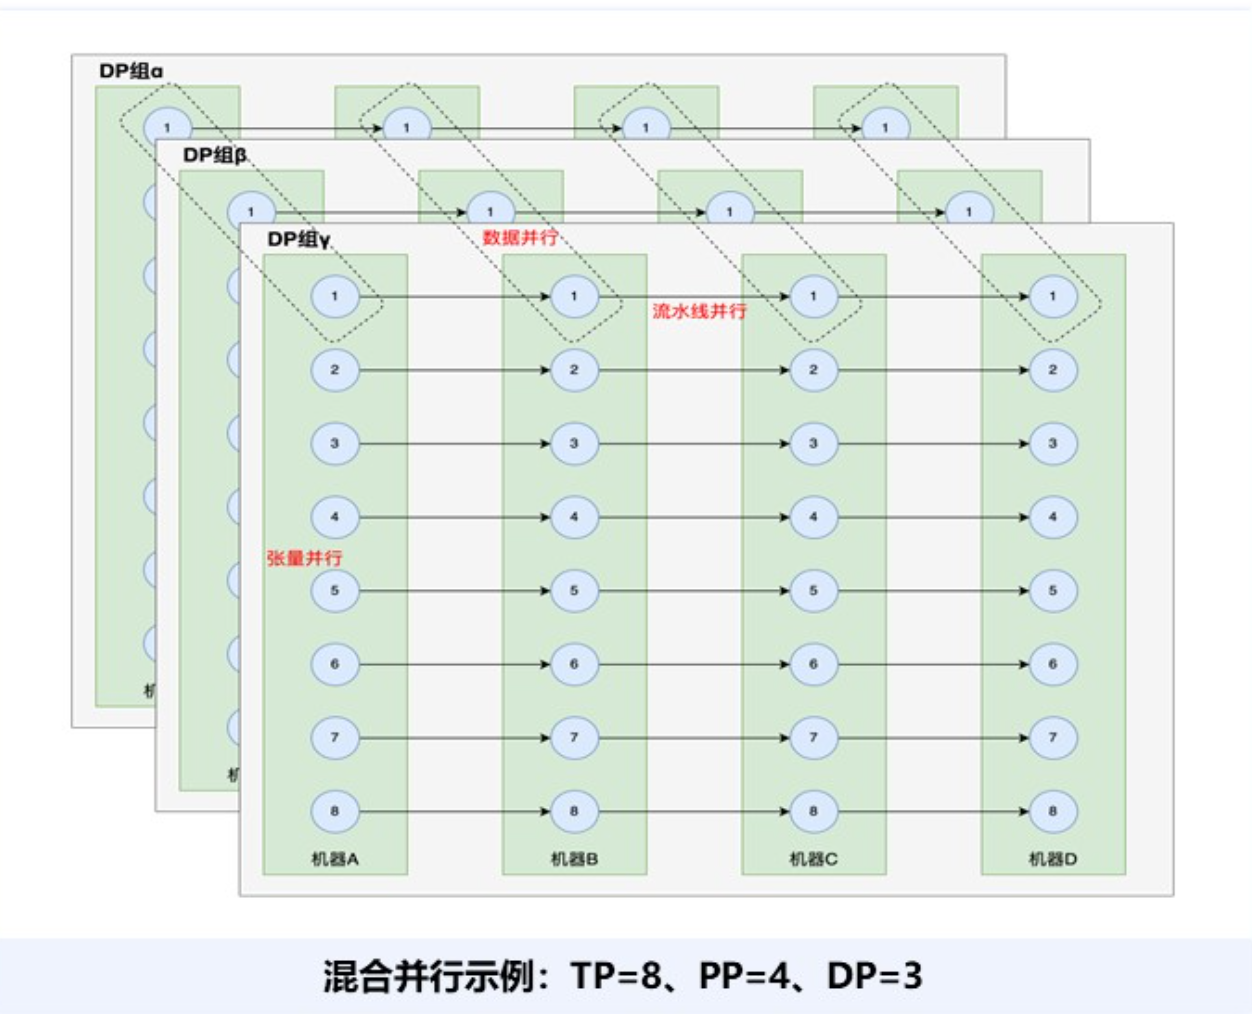 DP组α
1 1 1 1
DP组β
1 1 1 1
DP组γ
数据并行
1 1 1 1
流水线并行
2 2 2 2
3 3 3 3
4 4 4 4
张量并行
5 5 5 5
6 6 6 6
7 7 7 7
8 8 8 8
机器A 机器B 机器C 机器D
混合并行示例：TP=8、PP=4、DP=3